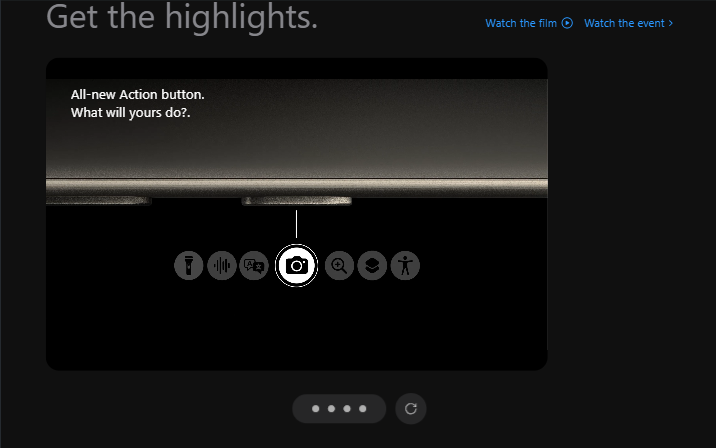 Get the highlights.
Watch the film
Watch the event
All-new Action button.
What will yours do?.